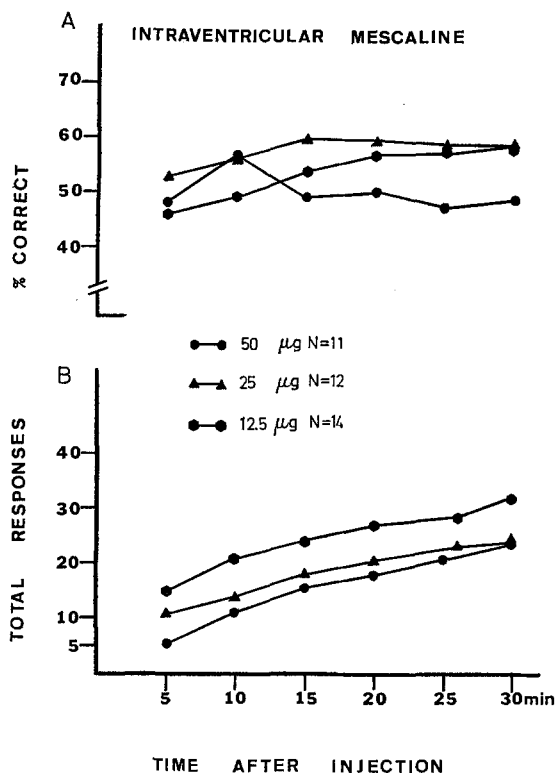 A
INTRAVENTRICULAR MESCALINE
70
60
50
40
% CORRECT
50 μg N=11
25 μg N=12
12.5 μg N=14
B
40
30
20
10
5
TOTAL RESPONSES
5 10 15 20 25 30min
TIME AFTER INJECTION